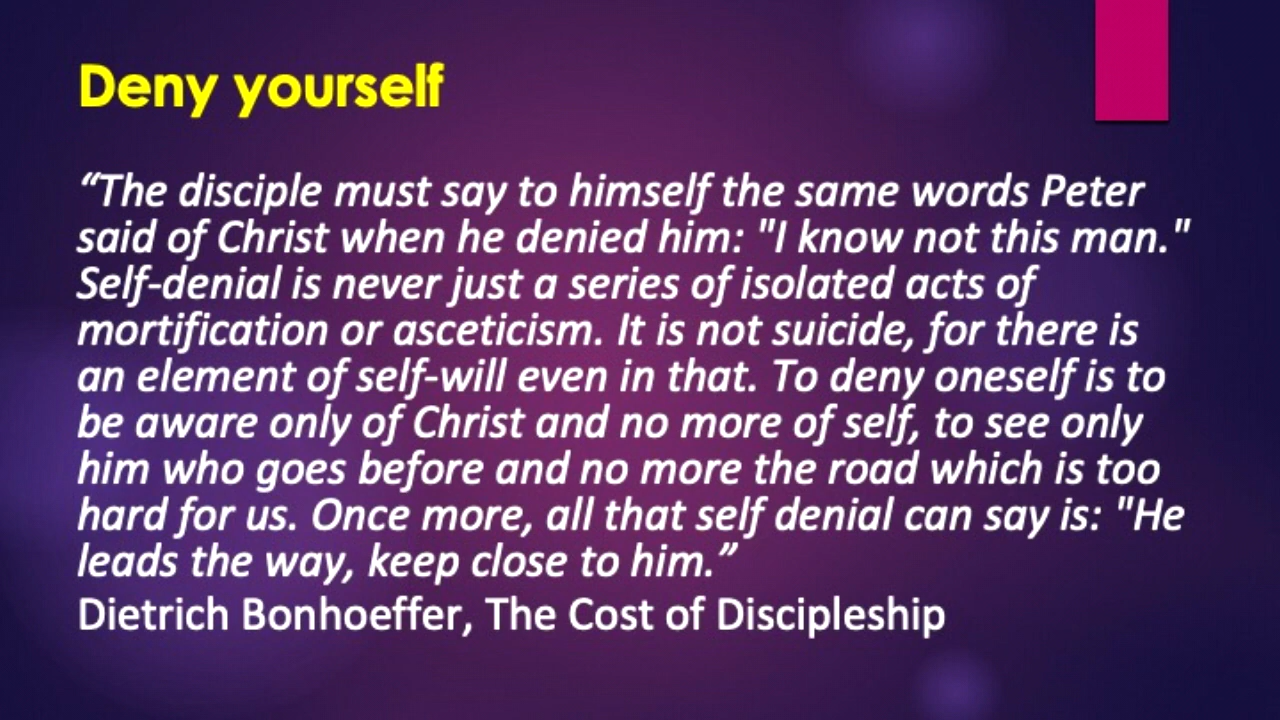 Deny yourself
“The disciple must say to himself the same words Peter
said of Christ when he denied him: "I know not this man."
Self-denial is never just a series of isolated acts of
mortification or asceticism. It is not suicide, for there is
an element of self-will even in that. To deny oneself is to
be aware only of Christ and no more of self, to see only
him who goes before and no more the road which is too
hard for us. Once more, all that self denial can say is: "He
leads the way, keep close to him.”
Dietrich Bonhoeffer, The Cost of Discipleship